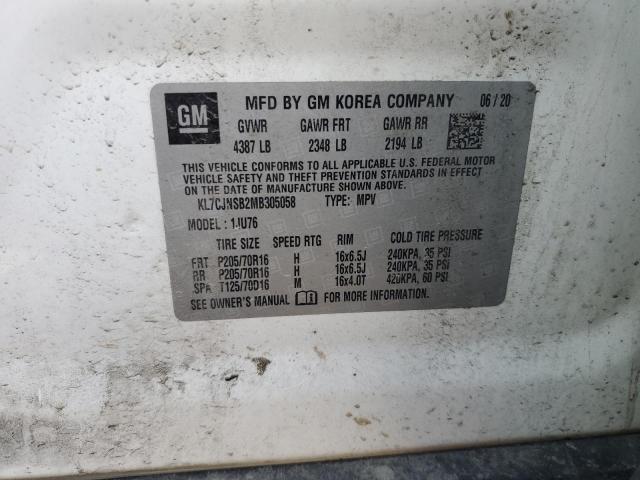 GM
MFD BY GM KOREA COMPANY 06/20
GVWR GAWR FRT GAWR RR
4387 LB 2348 LB 2194 LB
THIS VEHICLE CONFORMS TO ALL APPLICABLE U.S. FEDERAL MOTOR
VEHICLE SAFETY AND THEFT PREVENTION STANDARDS IN EFFECT ON
THE DATE OF MANUFACTURE SHOWN ABOVE.
KL7CJNSB2MB305058 TYPE: MPV
MODEL: 1JU76
TIRE SIZE SPEED RTG RIM COLD TIRE PRESSURE
FRT P205/70R16 H 16x6.5J 240KPA, 35 PSI
RR P205/70R16 H 16x6.5J 240KPA, 35 PSI
SPA T125/70D16 M 16x4.0T 420KPA, 60 PSI
SEE OWNER'S MANUAL FOR MORE INFORMATION.